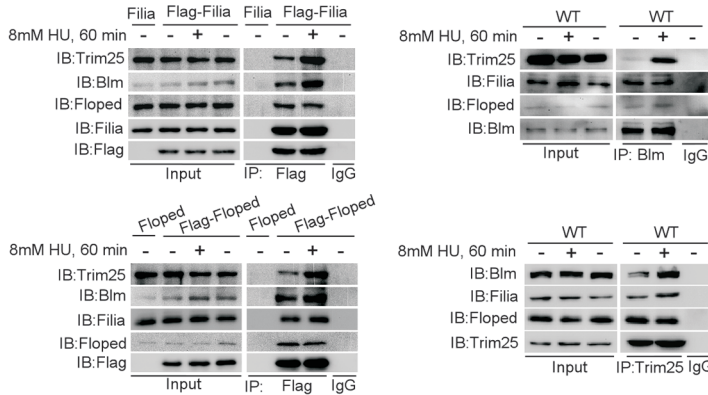 Filia Flag-Filia Filia Flag-Filia
8mM HU, 60 min - - + - - - + -
IB:Trim25
IB:Blm
IB:Floped
IB:Filia
IB:Flag
Input IP: Flag IgG
WT WT
8mM HU, 60 min - + - - + -
IB:Trim25
IB:Filia
IB:Floped
IB:Blm
Input IP: Blm IgG
Floped Flag-Floped Floped Flag-Floped
8mM HU, 60 min - - + - - - + -
IB:Trim25
IB:Blm
IB:Filia
IB:Floped
IB:Flag
Input IP: Flag IgG
WT WT
8mM HU, 60 min - + - - + -
IB:Blm
IB:Filia
IB:Floped
IB:Trim25
Input IP:Trim25 IgG